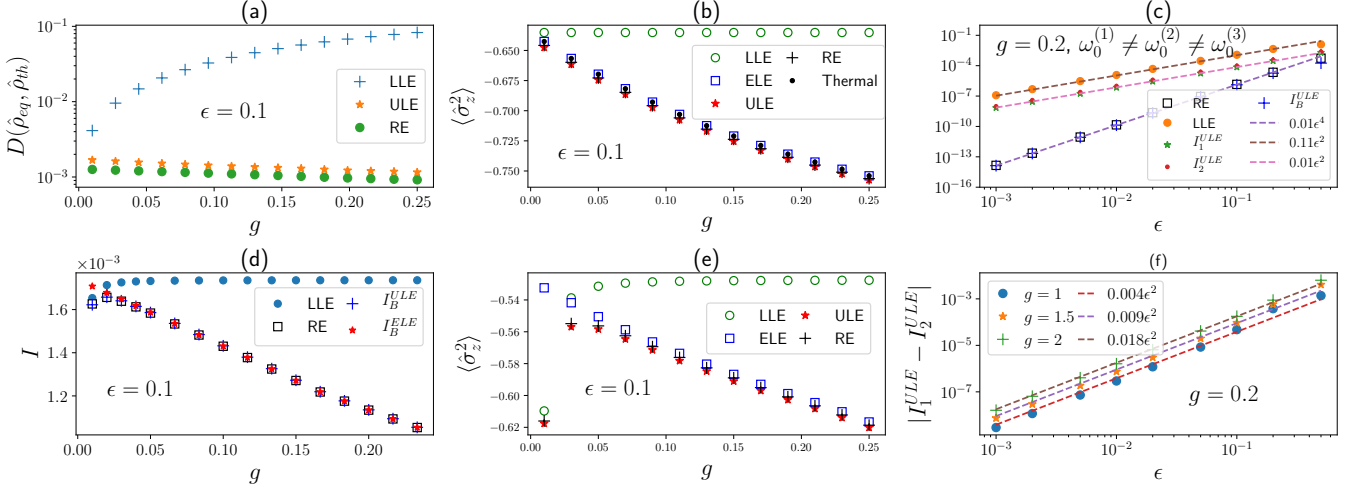 (a)
D(ρ̂_eq, ρ̂_th)
10^−1
10^−2
10^−3
ϵ = 0.1
LLE
ULE
RE
0.00 0.05 0.10 0.15 0.20 0.25
g
(b)
⟨σ̂_z^2⟩
−0.650
−0.675
−0.700
−0.725
−0.750
LLE RE
ELE Thermal
ULE
ϵ = 0.1
0.00 0.05 0.10 0.15 0.20 0.25
g
(c)
10^−1
10^−4
10^−7
10^−10
10^−13
10^−16
g = 0.2, ω_0^(1) ≠ ω_0^(2) ≠ ω_0^(3)
RE I_B^ULE
LLE 0.01ϵ^4
I_1^ULE 0.11ϵ^2
I_2^ULE 0.01ϵ^2
10^−3 10^−2 10^−1
ϵ
(d)
×10^−3
I
1.6
1.4
1.2
LLE I_B^ULE
RE I_B^ELE
ϵ = 0.1
0.00 0.05 0.10 0.15 0.20
g
(e)
⟨σ̂_z^2⟩
−0.54
−0.56
−0.58
−0.60
−0.62
LLE ULE
ELE RE
ϵ = 0.1
0.00 0.05 0.10 0.15 0.20 0.25
g
(f)
|I_1^ULE − I_2^ULE|
10^−3
10^−5
10^−7
g = 1 0.004ϵ^2
g = 1.5 0.009ϵ^2
g = 2 0.018ϵ^2
g = 0.2
10^−3 10^−2 10^−1
ϵ